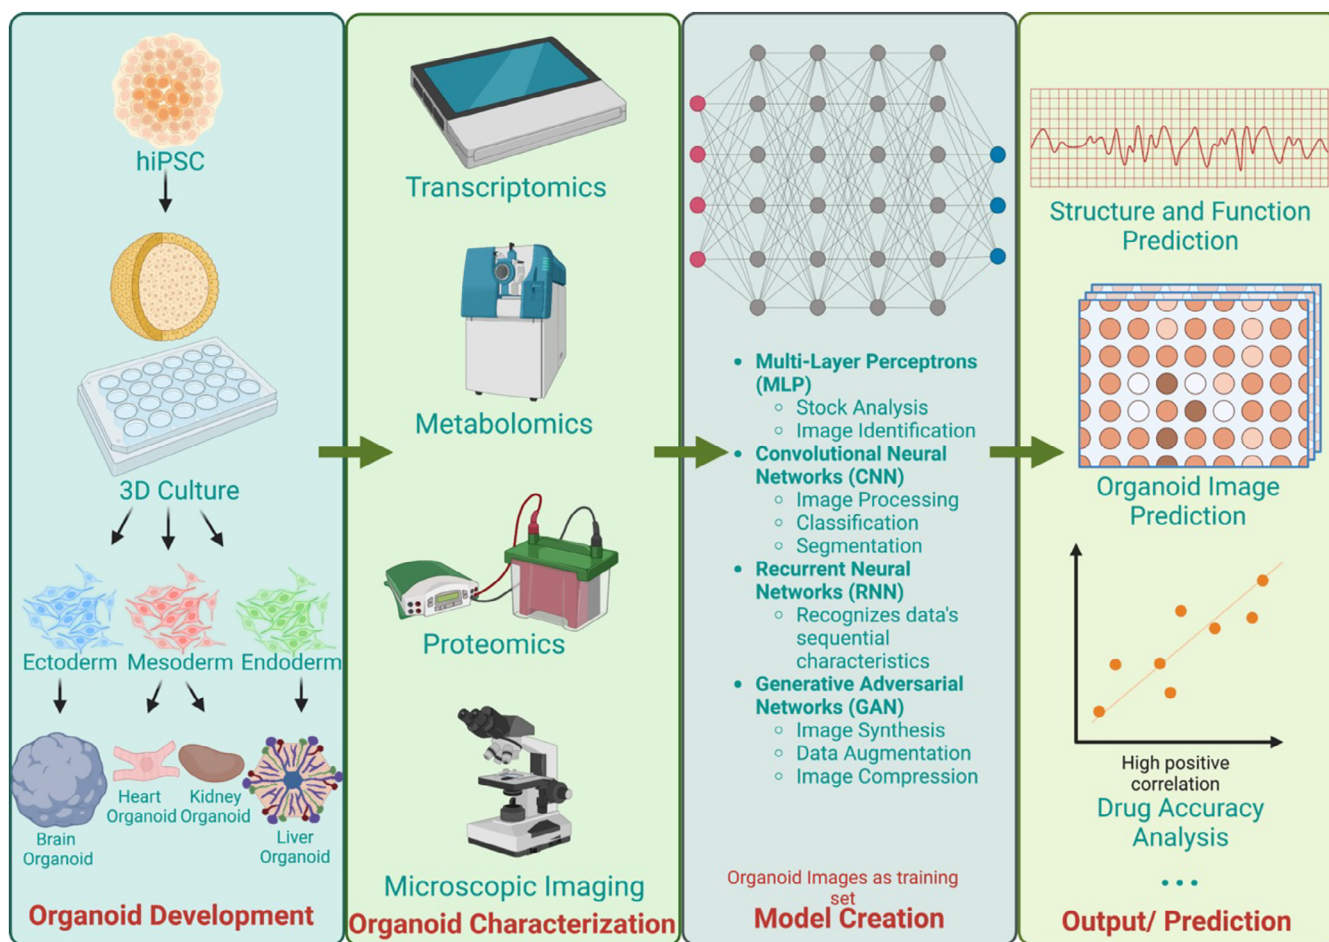 hiPSC
3D Culture
Ectoderm Mesoderm Endoderm
Brain
Organoid
Heart
Organoid
Kidney
Organoid
Liver
Organoid
Organoid Development
Transcriptomics
Metabolomics
Proteomics
Microscopic Imaging
Organoid Characterization
• Multi-Layer Perceptrons
(MLP)
○ Stock Analysis
○ Image Identification
• Convolutional Neural
Networks (CNN)
○ Image Processing
○ Classification
○ Segmentation
• Recurrent Neural
Networks (RNN)
○ Recognizes data's
sequential
characteristics
• Generative Adversarial
Networks (GAN)
○ Image Synthesis
○ Data Augmentation
○ Image Compression
Organoid Images as training
set
Model Creation
Structure and Function
Prediction
Organoid Image
Prediction
High positive
correlation
Drug Accuracy
Analysis
...
Output/ Prediction